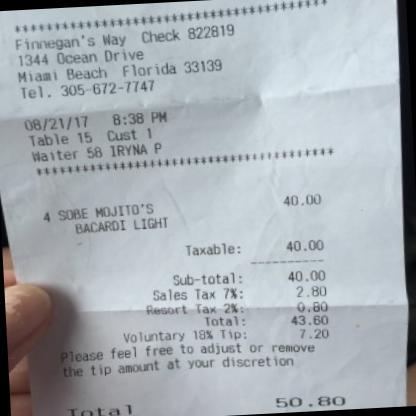 ************************************
Finnegan's Way Check 822819
1344 Ocean Drive
Miami Beach Florida 33139
Tel. 305-672-7747
08/21/17 8:38 PM
Table 15 Cust 1
Waiter 58 IRYNA P
************************************
4 SOBE MOJITO'S 40.00
BACARDI LIGHT
Taxable: 40.00
----------
Sub-total: 40.00
Sales Tax 7%: 2.80
Resort Tax 2%: 0.80
Total: 43.60
Voluntary 18% Tip: 7.20
Please feel free to adjust or remove
the tip amount at your discretion
Total 50.80